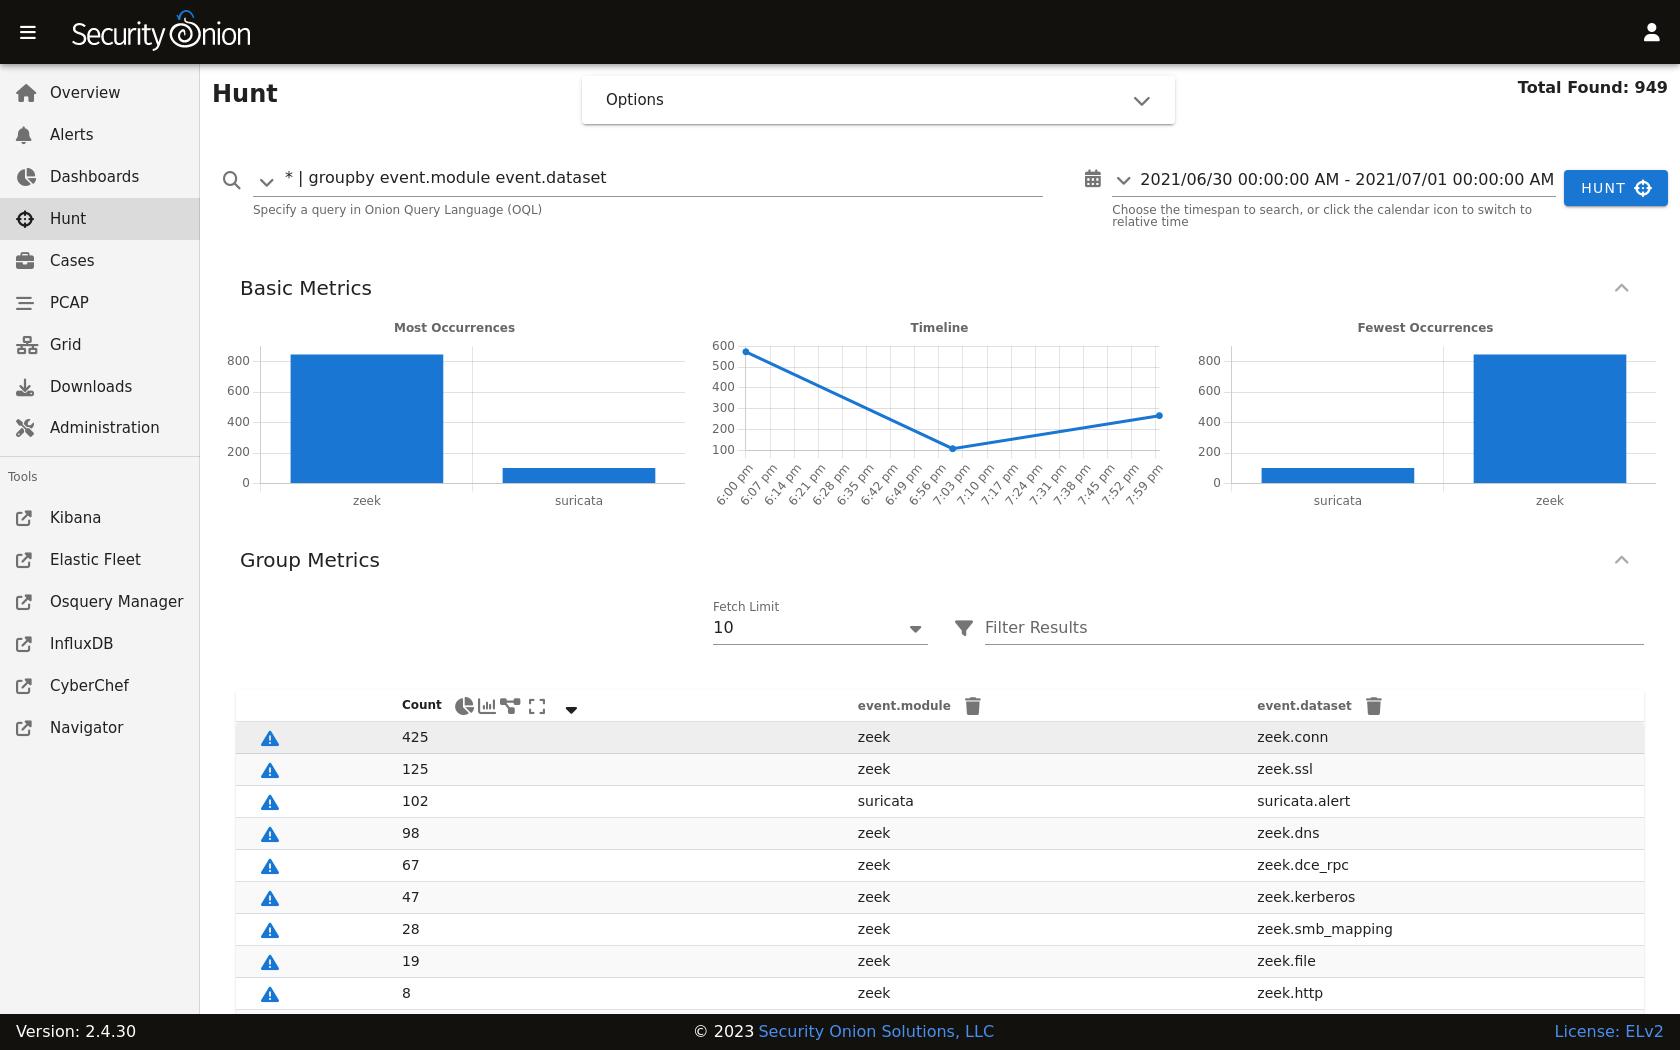 Security Onion
Overview
Alerts
Dashboards
Hunt
Cases
PCAP
Grid
Downloads
Administration
Tools
Kibana
Elastic Fleet
Osquery Manager
InfluxDB
CyberChef
Navigator
Hunt
Options
Total Found: 949
* | groupby event.module event.dataset
Specify a query in Onion Query Language (OQL)
2021/06/30 00:00:00 AM - 2021/07/01 00:00:00 AM
Choose the timespan to search, or click the calendar icon to switch to
relative time
HUNT
Basic Metrics
Most Occurrences
800
600
400
200
0
zeek suricata
Timeline
600
500
400
300
200
100
6:00 pm 6:07 pm 6:14 pm 6:21 pm 6:28 pm 6:35 pm 6:42 pm 6:49 pm 6:56 pm 7:03 pm 7:10 pm 7:17 pm 7:24 pm 7:31 pm 7:38 pm 7:45 pm 7:52 pm 7:59 pm
Fewest Occurrences
800
600
400
200
0
suricata zeek
Group Metrics
Fetch Limit
10
Filter Results
Count event.module event.dataset
425 zeek zeek.conn
125 zeek zeek.ssl
102 suricata suricata.alert
98 zeek zeek.dns
67 zeek zeek.dce_rpc
47 zeek zeek.kerberos
28 zeek zeek.smb_mapping
19 zeek zeek.file
8 zeek zeek.http
Version: 2.4.30
© 2023 Security Onion Solutions, LLC
License: ELv2